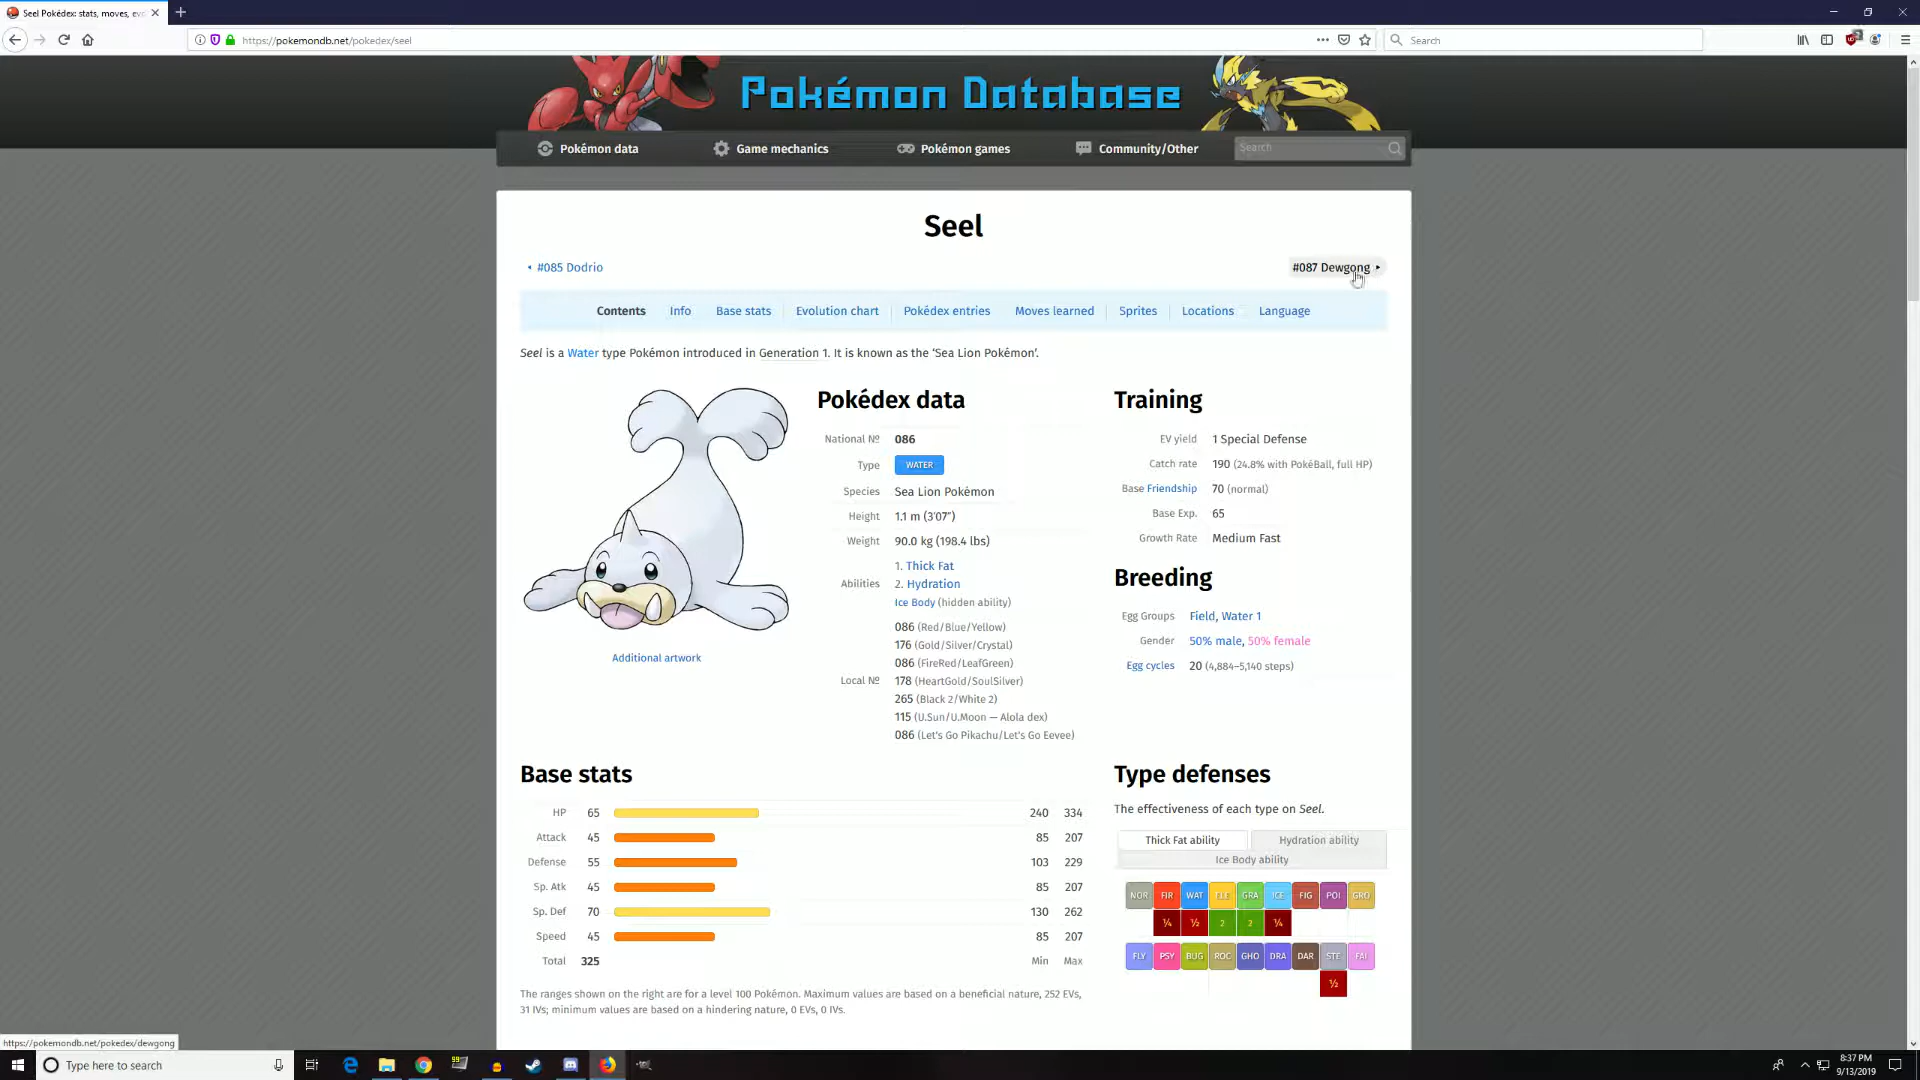 Seel Pokédex: stats, moves, evo
https://pokemondb.net/pokedex/seel
Search
Pokémon Database
Pokémon data
Game mechanics
Pokémon games
Community/Other
Search
Seel
#085 Dodrio
#087 Dewgong
Contents Info Base stats Evolution chart Pokédex entries Moves learned Sprites Locations Language
Seel is a Water type Pokémon introduced in Generation 1. It is known as the ‘Sea Lion Pokémon’.
Additional artwork
Pokédex data
National № 086
Type WATER
Species Sea Lion Pokémon
Height 1.1 m (3′07″)
Weight 90.0 kg (198.4 lbs)
Abilities 1. Thick Fat
2. Hydration
Ice Body (hidden ability)
Local № 086 (Red/Blue/Yellow)
176 (Gold/Silver/Crystal)
086 (FireRed/LeafGreen)
178 (HeartGold/SoulSilver)
265 (Black 2/White 2)
115 (U.Sun/U.Moon — Alola dex)
086 (Let's Go Pikachu/Let's Go Eevee)
Training
EV yield 1 Special Defense
Catch rate 190 (24.8% with PokéBall, full HP)
Base Friendship 70 (normal)
Base Exp. 65
Growth Rate Medium Fast
Breeding
Egg Groups Field, Water 1
Gender 50% male, 50% female
Egg cycles 20 (4,884–5,140 steps)
Base stats
HP 65 240 334
Attack 45 85 207
Defense 55 103 229
Sp. Atk 45 85 207
Sp. Def 70 130 262
Speed 45 85 207
Total 325 Min Max
The ranges shown on the right are for a level 100 Pokémon. Maximum values are based on a beneficial nature, 252 EVs,
31 IVs; minimum values are based on a hindering nature, 0 EVs, 0 IVs.
Type defenses
The effectiveness of each type on Seel.
Thick Fat ability
Hydration ability
Ice Body ability
NOR FIR WAT ELE GRA ICE FIG POI GRO
¼ ½ 2 2 ¼
FLY PSY BUG ROC GHO DRA DAR STE FAI
½
https://pokemondb.net/pokedex/dewgong
Type here to search
8:37 PM
9/13/2019